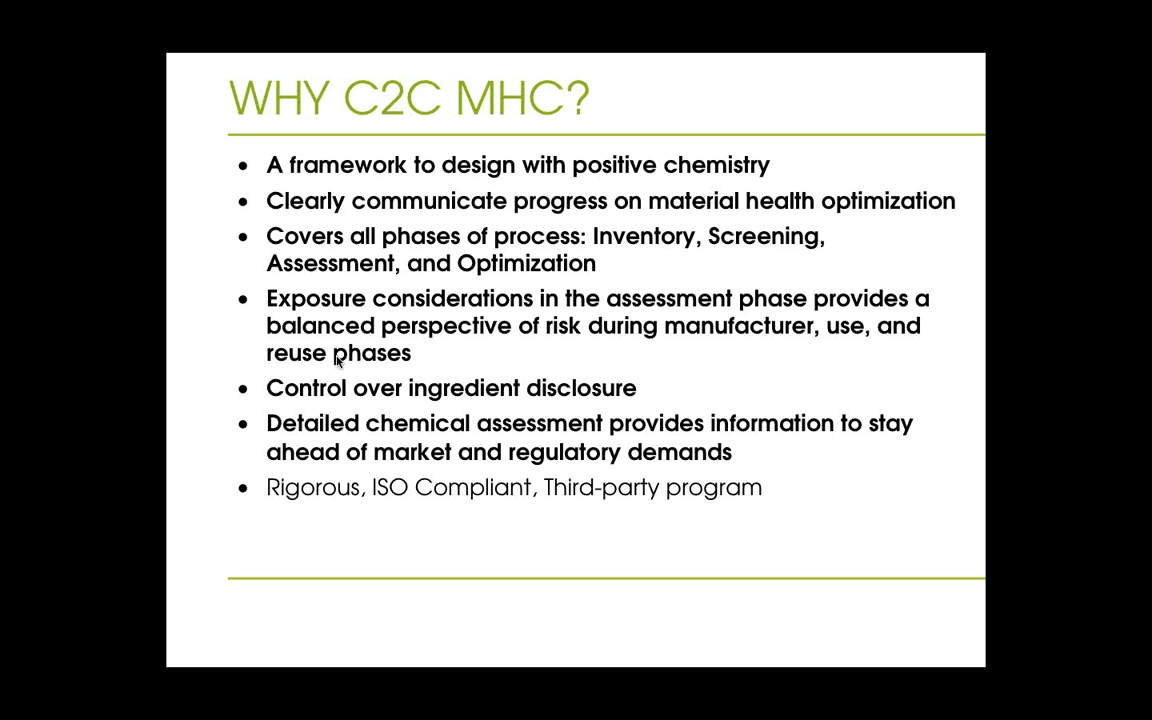 WHY C2C MHC?
• A framework to design with positive chemistry
• Clearly communicate progress on material health optimization
• Covers all phases of process: Inventory, Screening,
Assessment, and Optimization
• Exposure considerations in the assessment phase provides a
balanced perspective of risk during manufacturer, use, and
reuse phases
• Control over ingredient disclosure
• Detailed chemical assessment provides information to stay
ahead of market and regulatory demands
• Rigorous, ISO Compliant, Third-party program